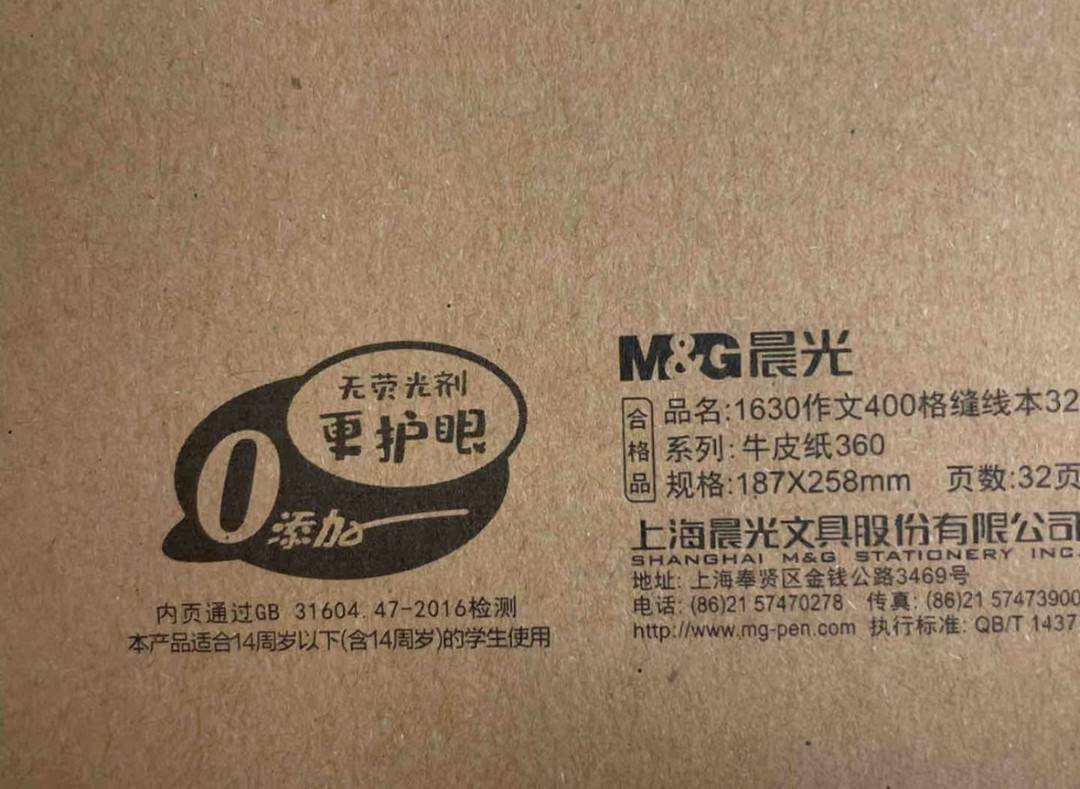 无荧光剂
更护眼
0添加
内页通过GB 31604.47-2016检测
本产品适合14周岁以下(含14周岁)的学生使用
M&G晨光
合格品
品名:1630作文400格缝线本32
系列:牛皮纸360
规格:187X258mm 页数:32页
上海晨光文具股份有限公司
SHANGHAI M&G STATIONERY INC.
地址: 上海奉贤区金钱公路3469号
电话: (86)21 57470278 传真: (86)21 57473900
http://www.mg-pen.com 执行标准: QB/T 1437